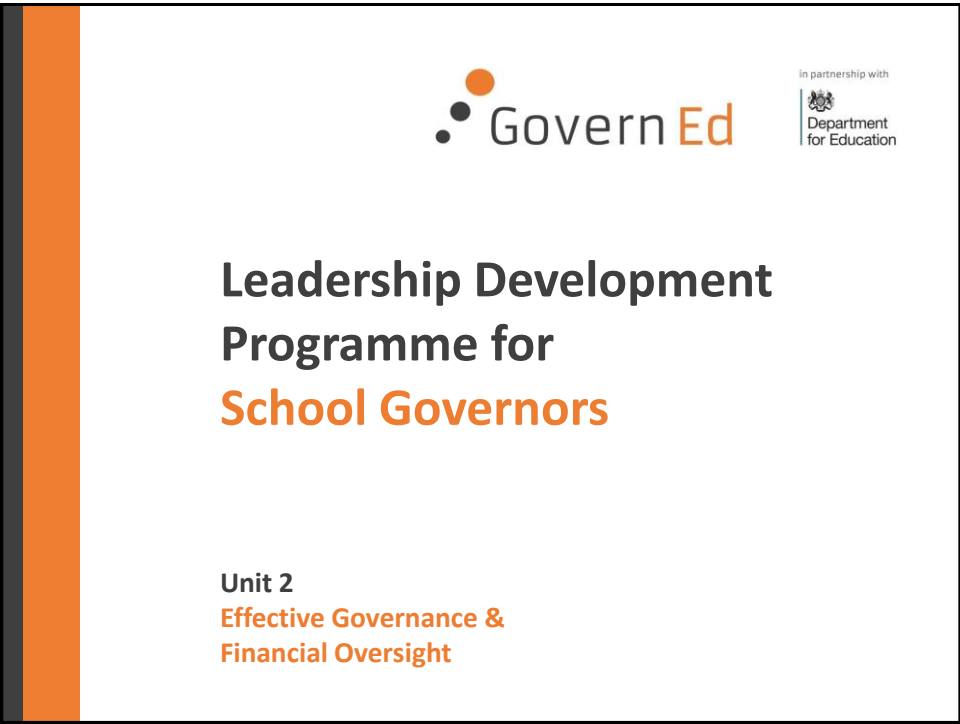 in partnership with
Govern Ed
Department
for Education
Leadership Development
Programme for
School Governors
Unit 2
Effective Governance &
Financial Oversight